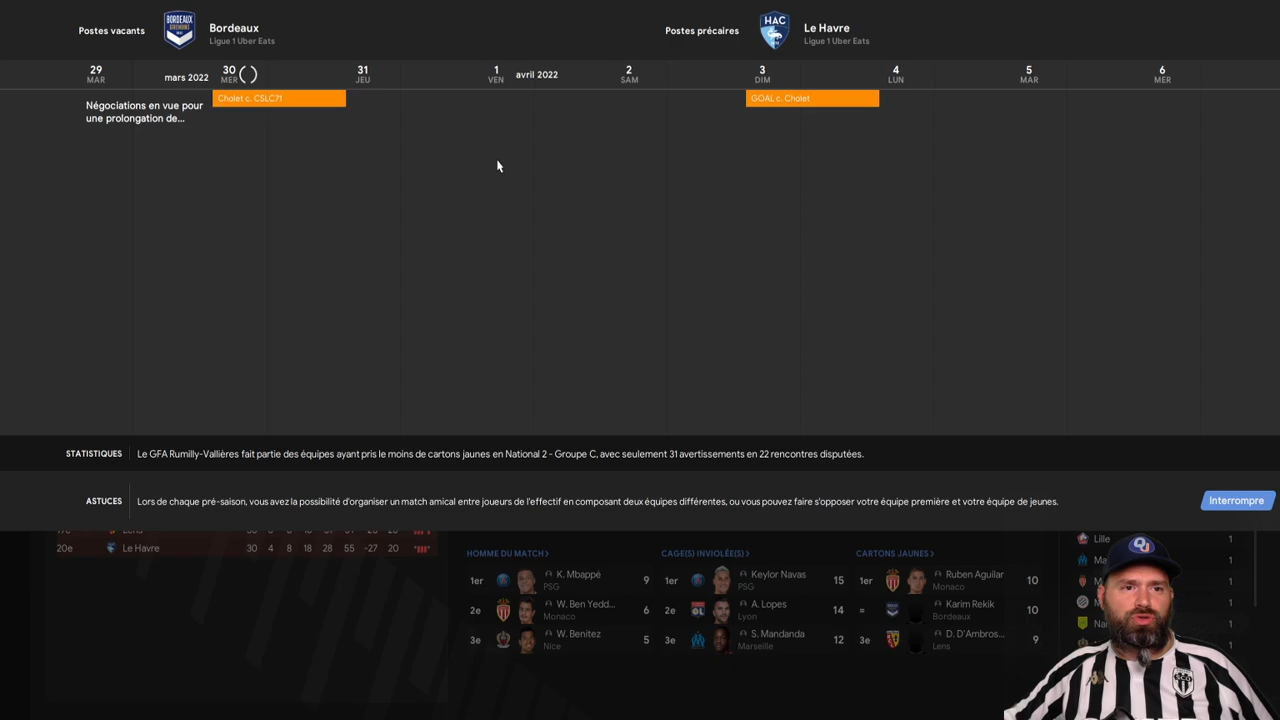 Postes vacants
BORDEAUX
Bordeaux
Ligue 1 Uber Eats
Postes précaires
HAC
Le Havre
Ligue 1 Uber Eats
29
MAR
mars 2022
30
MER
31
JEU
1
VEN
avril 2022
2
SAM
3
DIM
4
LUN
5
MAR
6
MER
Négociations en vue pour
une prolongation de...
Cholet c. CSLC71
GOAL c. Cholet
STATISTIQUES
Le GFA Rumilly-Vallières fait partie des équipes ayant pris le moins de cartons jaunes en National 2 - Groupe C, avec seulement 31 avertissements en 22 rencontres disputées.
ASTUCES
Lors de chaque pré-saison, vous avez la possibilité d'organiser un match amical entre joueurs de l'effectif en composant deux équipes différentes, ou vous pouvez faire s'opposer votre équipe première et votre équipe de jeunes.
Interrompre
20e Le Havre 30 4 8 18 28 55 -27 20
HOMME DU MATCH >
1er K. Mbappé 9
PSG
2e W. Ben Yedd... 6
Monaco
3e W. Benitez 5
Nice
CAGE(S) INVIOLÉE(S) >
1er Keylor Navas 15
PSG
2e A. Lopes 14
Lyon
3e S. Mandanda 12
Marseille
CARTONS JAUNES >
1er Ruben Aguilar 10
Monaco
= Karim Rekik 10
Bordeaux
3e D. D'Ambros... 9
Lens
Lille 1
1
1
1
1
1